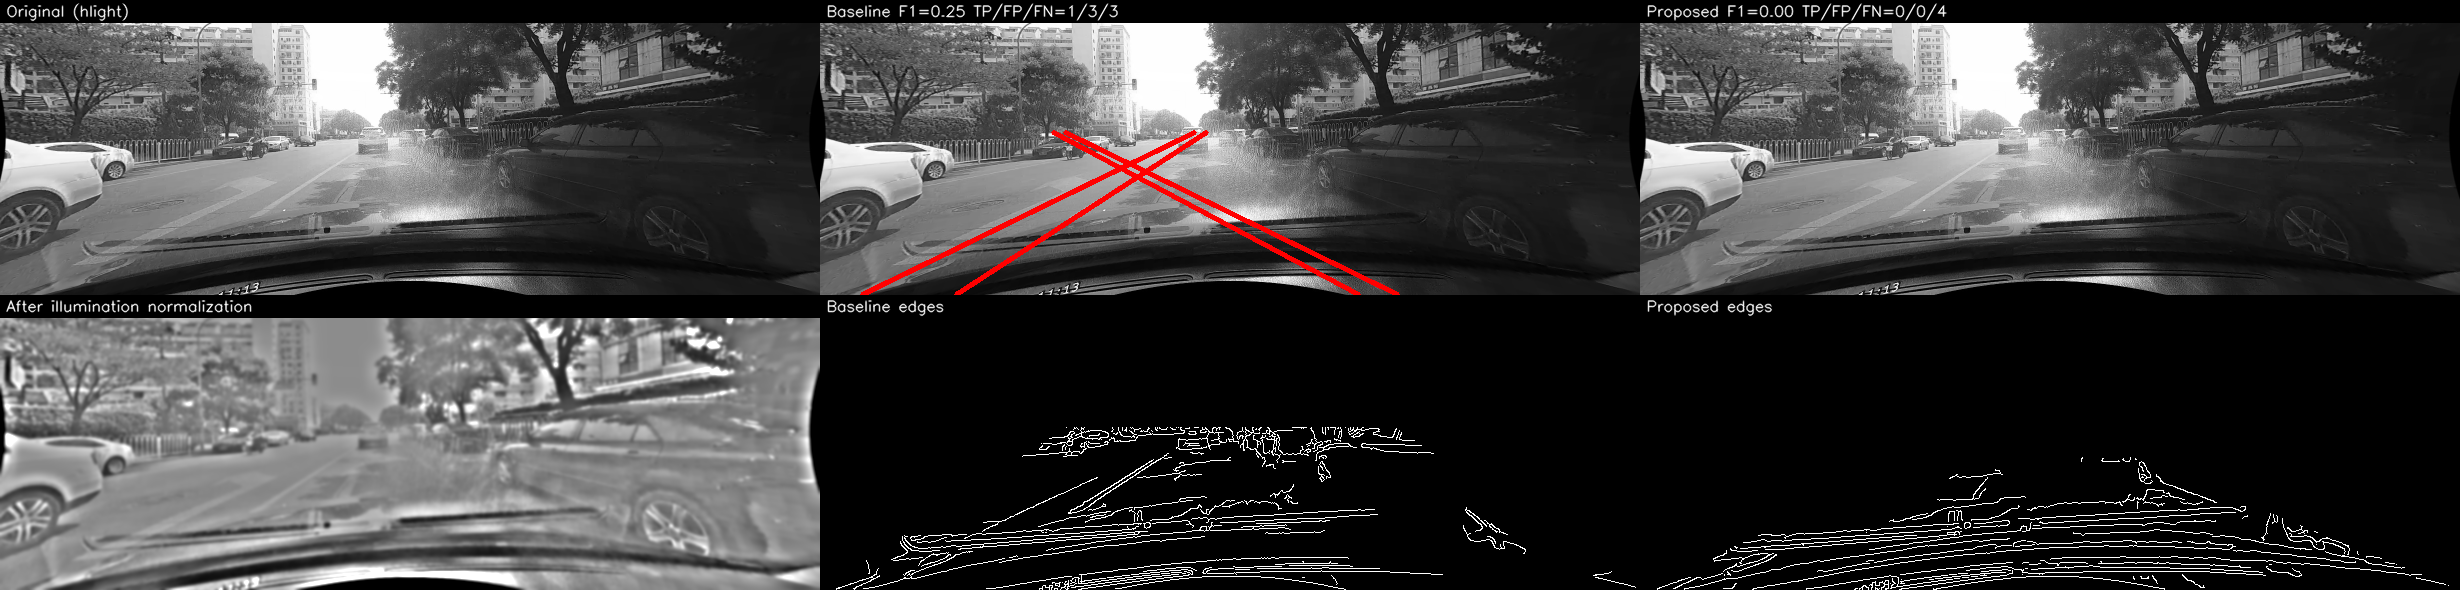 Original (hlight)
Baseline F1=0.25 TP/FP/FN=1/3/3
Proposed F1=0.00 TP/FP/FN=0/0/4
After illumination normalization
Baseline edges
Proposed edges